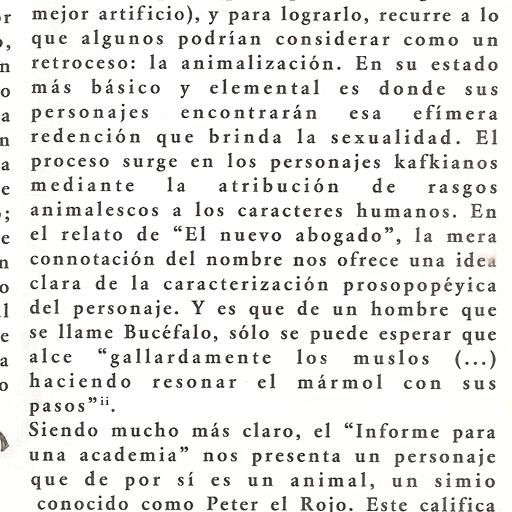 mejor artificio), y para lograrlo, recurre a lo
que algunos podrían considerar como un
retroceso: la animalización. En su estado
más básico y elemental es donde sus
personajes encontrarán esa efímera
redención que brinda la sexualidad. El
proceso surge en los personajes kafkianos
mediante la atribución de rasgos
animalescos a los caracteres humanos. En
el relato de “El nuevo abogado”, la mera
connotación del nombre nos ofrece una idea
clara de la caracterización prosopopéyica
del personaje. Y es que de un hombre que
se llame Bucéfalo, sólo se puede esperar que
alce “gallardamente los muslos (...)
haciendo resonar el mármol con sus
pasos”ii.
Siendo mucho más claro, el “Informe para
una academia” nos presenta un personaje
que de por sí es un animal, un simio
conocido como Peter el Rojo. Este califica